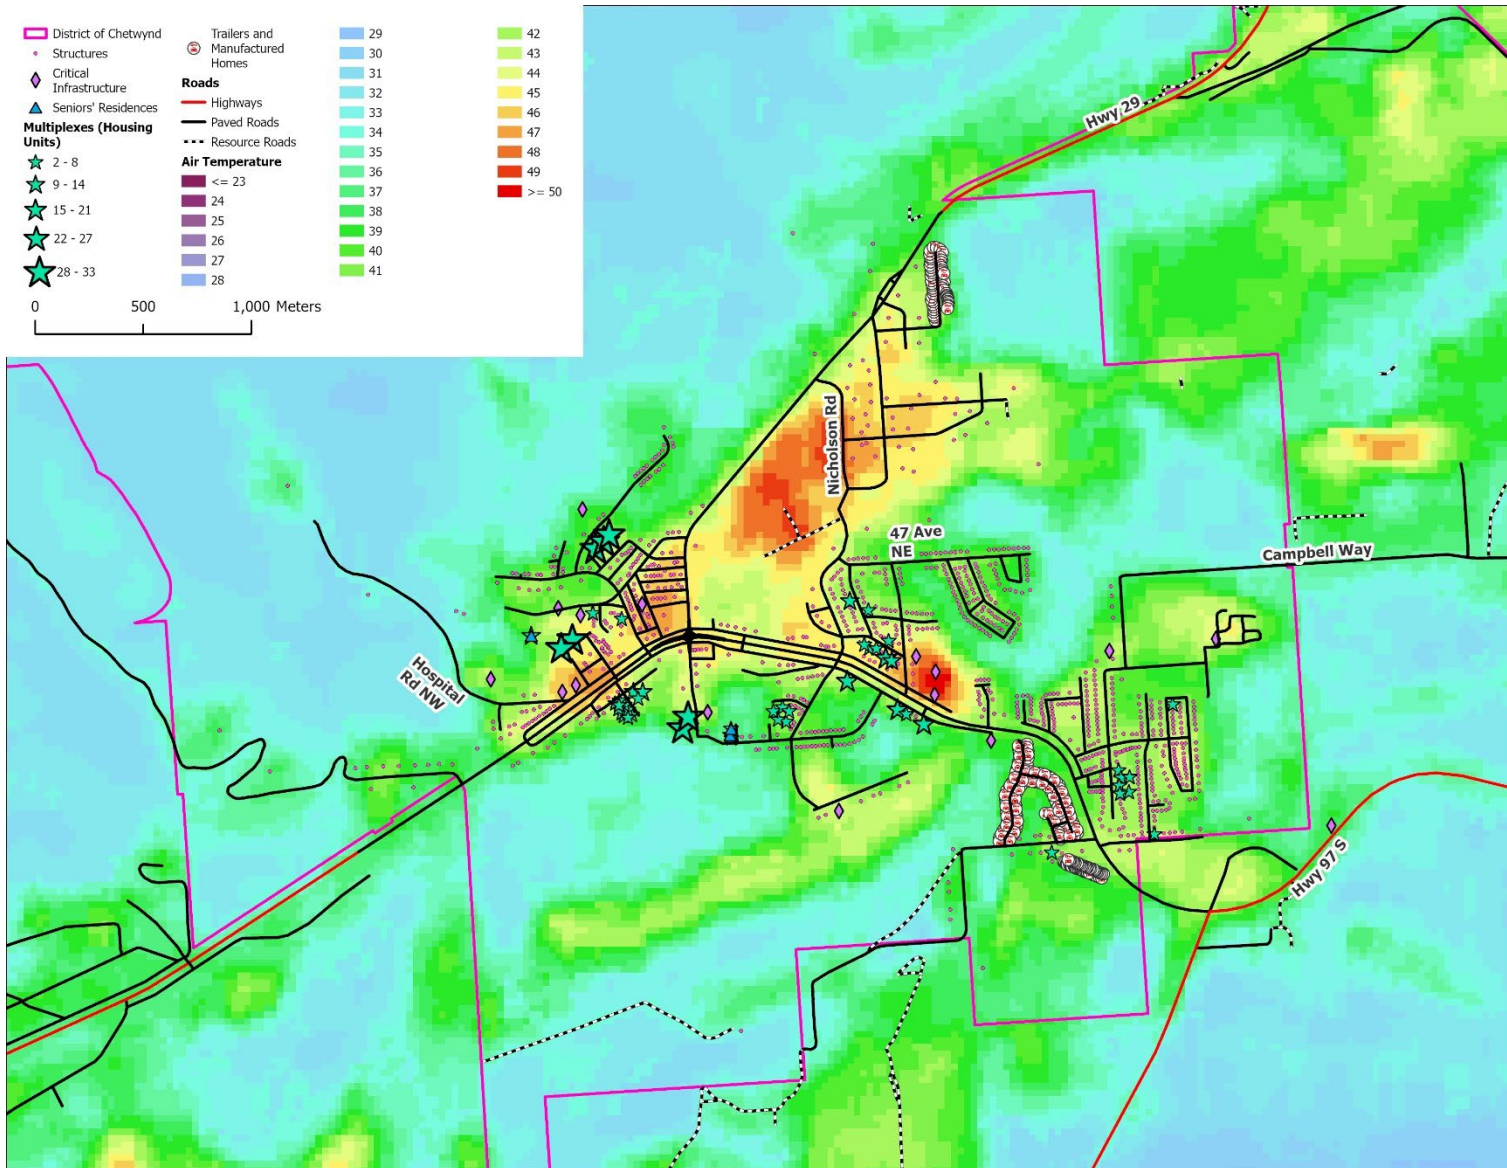 District of Chetwynd
Structures
Critical
Infrastructure
Seniors' Residences
Multiplexes (Housing
Units)
2 - 8
9 - 14
15 - 21
22 - 27
28 - 33
Trailers and
Manufactured
Homes
Roads
Highways
Paved Roads
Resource Roads
Air Temperature
<= 23
24
25
26
27
28
29
30
31
32
33
34
35
36
37
38
39
40
41
42
43
44
45
46
47
48
49
>= 50
0 500 1,000 Meters
Hwy 29
Nicholson Rd
47 Ave
NE
Campbell Way
Hospital
Rd NW
Hwy 97 S